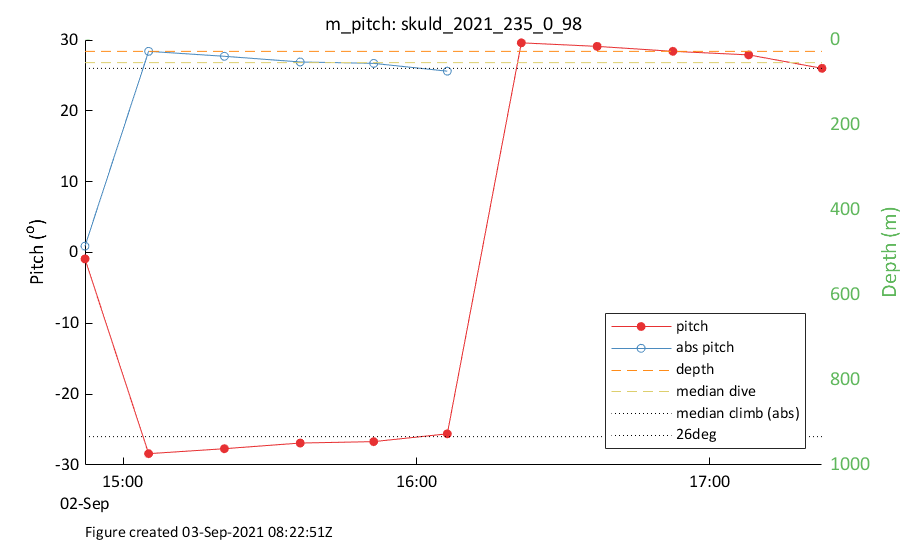 m_pitch: skuld_2021_235_0_98
30
20
10
0
-10
-20
-30
Pitch (º)
0
200
400
600
800
1000
Depth (m)
pitch
abs pitch
depth
median dive
median climb (abs)
26deg
15:00
16:00
17:00
02-Sep
Figure created 03-Sep-2021 08:22:51Z